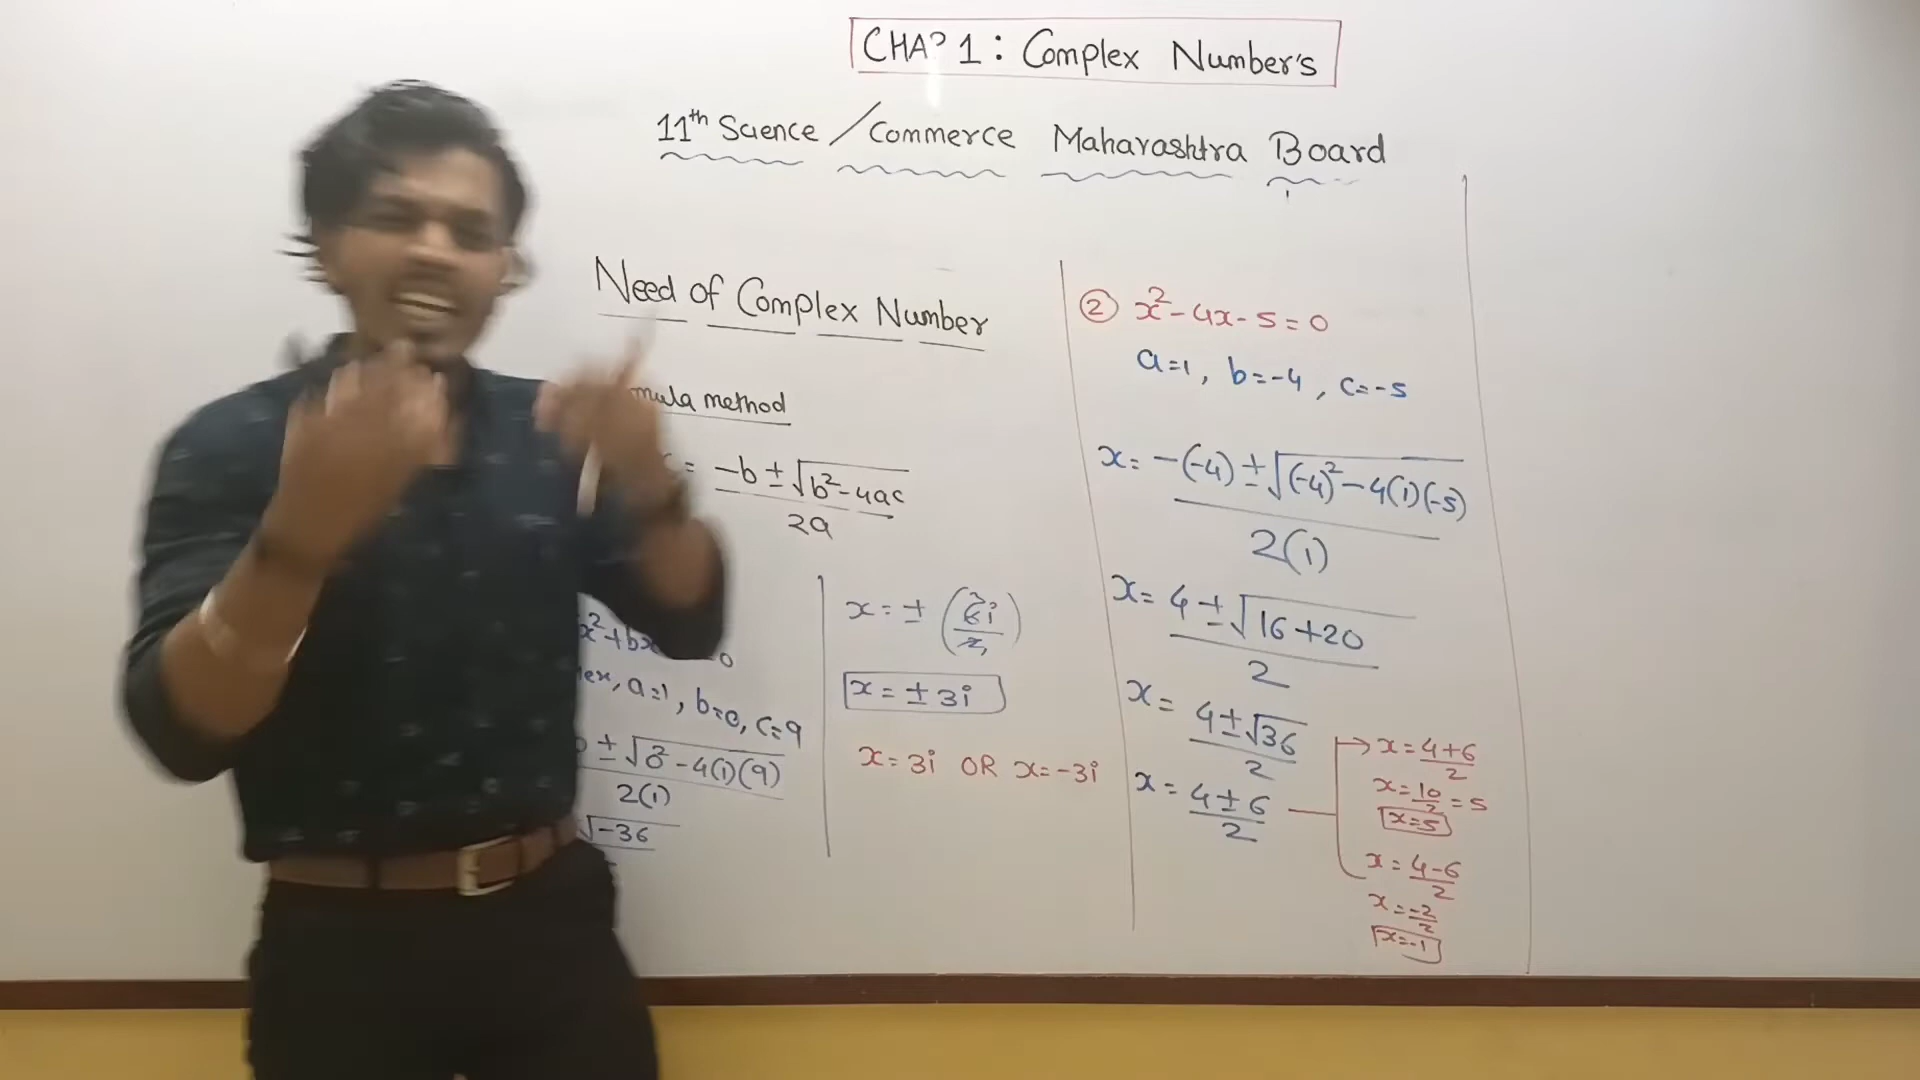 CHAP 1 : Complex Number's
11th Science / Commerce Maharashtra Board
Need of Complex Number
mula method
= -b ± √b² - 4ac
2a
x² + bx 0
a=1, b=0, c=9
± √0² - 4(1)(9)
2(1)
√-36
x = ± (6i/2)
x = ± 3i
x = 3i OR x = -3i
② x² - 4x - 5 = 0
a=1, b=-4, c=-5
x = -(-4) ± √(-4)² - 4(1)(-5)
2(1)
x = 4 ± √16+20
2
x = 4 ± √36
2
x = 4 ± 6
2
x = 4+6
2
x = 10/2 = 5
x=5
x = 4-6
2
x = -2
2
x=-1